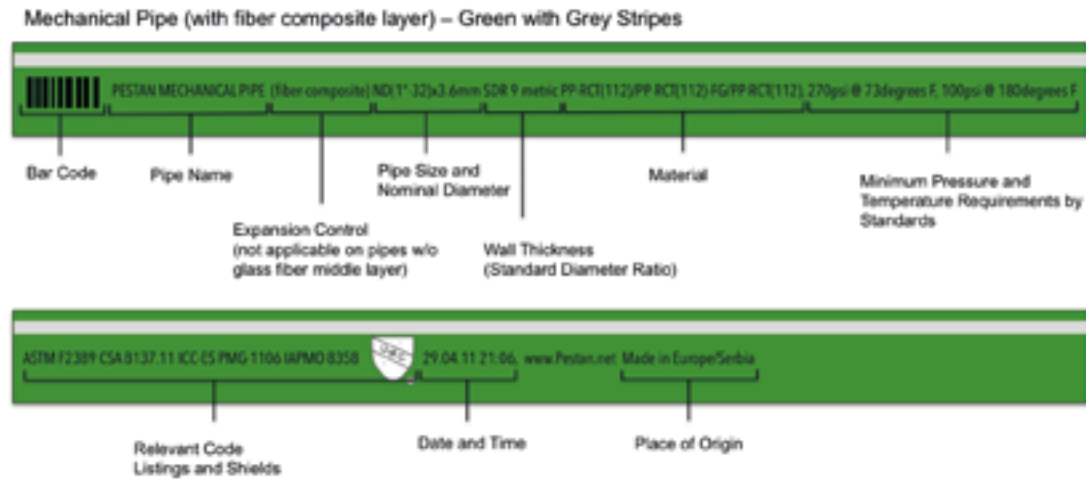 Mechanical Pipe (with fiber composite layer) – Green with Grey Stripes
PESTAN MECHANICAL PIPE (fiber composite) ND(1"-32)x3.6mm SDR 9 metric PP-RCT(112)/PP-RCT(112) FG/PP RCT(112), 270psi @ 73degrees F, 100psi @ 180degrees F
Bar Code
Pipe Name
Expansion Control
(not applicable on pipes w/o
glass fiber middle layer)
Pipe Size and
Nominal Diameter
Wall Thickness
(Standard Diameter Ratio)
Material
Minimum Pressure and
Temperature Requirements by
Standards
ASTM F2389 CSA B137.11 ICC-ES PMG-1106 IAPMO 8358 29.04.11 21:06, www.Pestan.net Made in Europe/Serbia
Relevant Code
Listings and Shields
Date and Time
Place of Origin